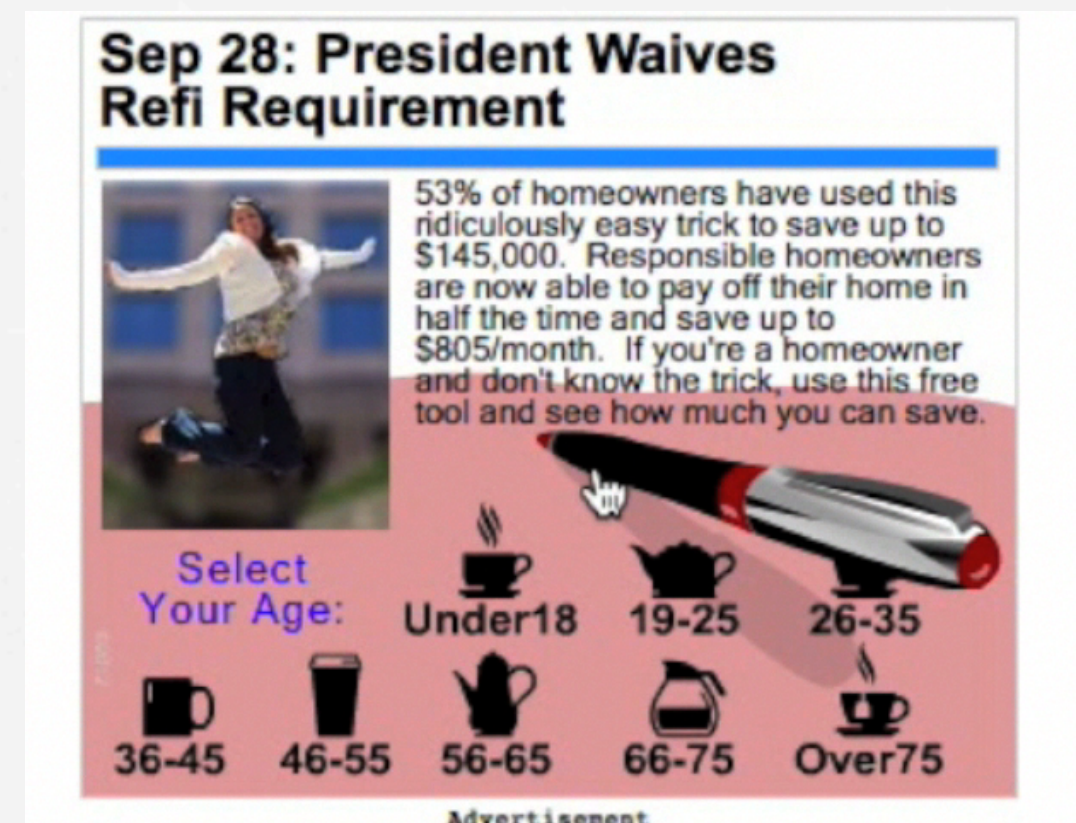 Sep 28: President Waives
Refi Requirement
53% of homeowners have used this
ridiculously easy trick to save up to
$145,000. Responsible homeowners
are now able to pay off their home in
half the time and save up to
$805/month. If you're a homeowner
and don't know the trick, use this free
tool and see how much you can save.
Select
Your Age:
Under18 19-25 26-35
36-45 46-55 56-65 66-75 Over75
Advertisement